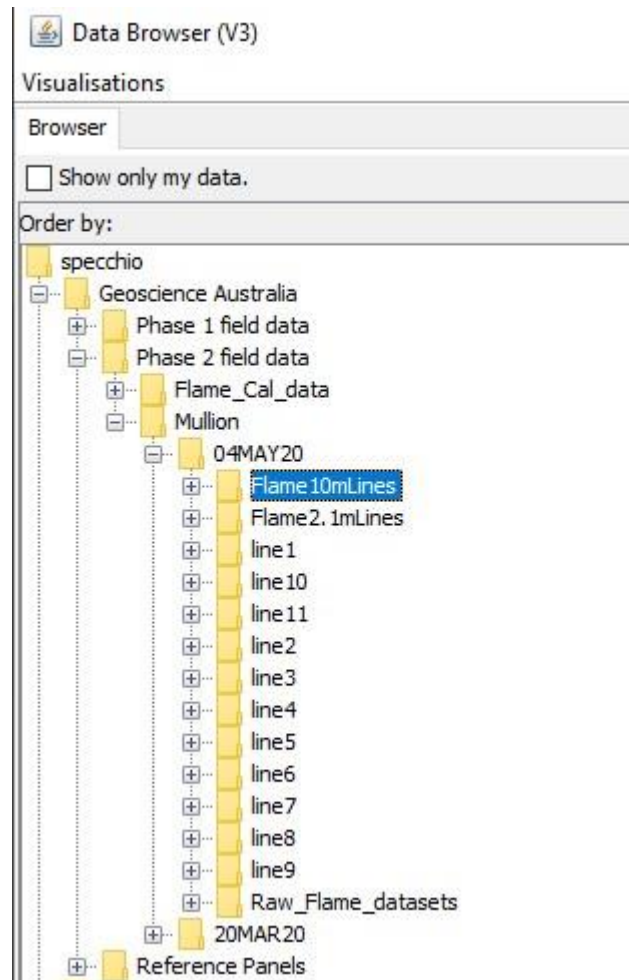 Data Browser (V3)
Visualisations
Browser
Show only my data.
Order by:
specchio
Geoscience Australia
Phase 1 field data
Phase 2 field data
Flame_Cal_data
Mullion
04MAY20
Flame10mLines
Flame2.1mLines
line1
line10
line11
line2
line3
line4
line5
line6
line7
line8
line9
Raw_Flame_datasets
20MAR20
Reference Panels